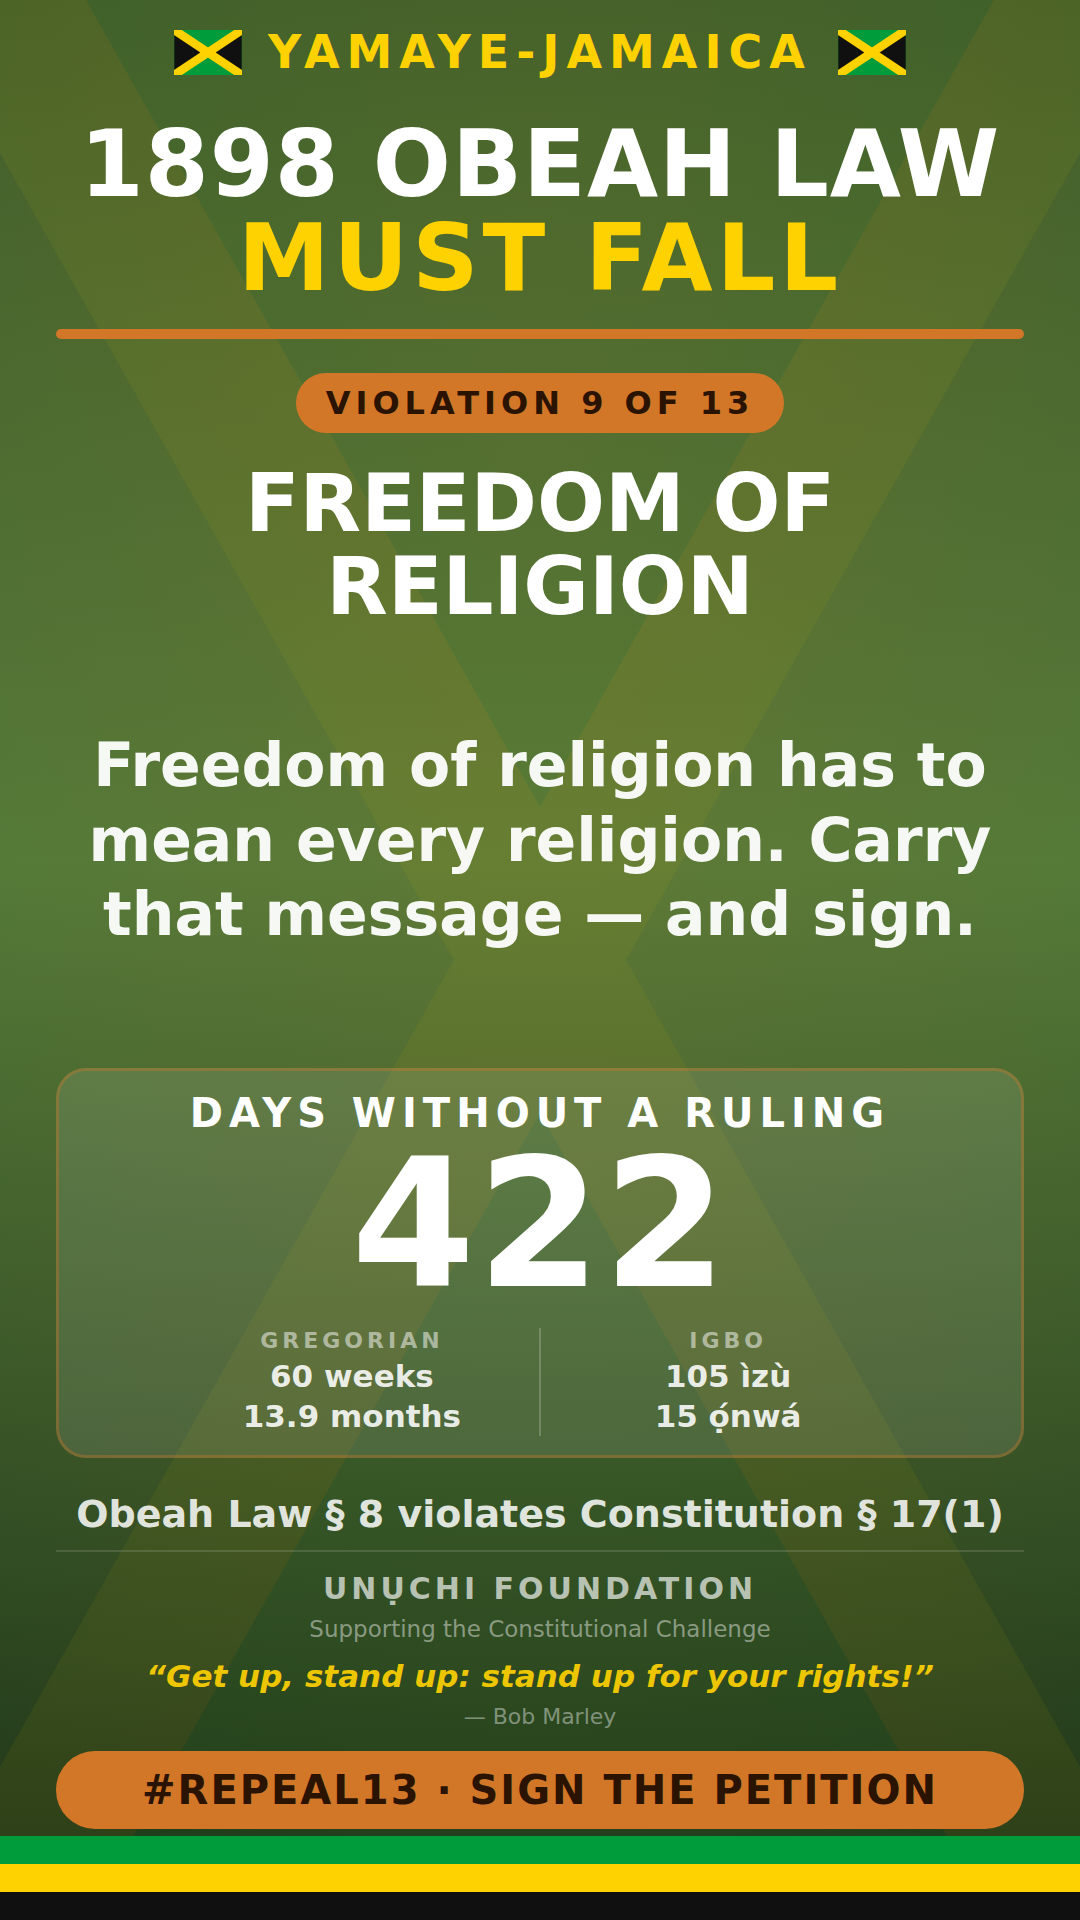 YAMAYE-JAMAICA
1898 OBEAH LAW
MUST FALL
VIOLATION 9 OF 13
FREEDOM OF
RELIGION
Freedom of religion has to
mean every religion. Carry
that message — and sign.
DAYS WITHOUT A RULING
422
GREGORIAN
60 weeks
13.9 months
IGBO
105 ìzù
15 ọ́nwá
Obeah Law § 8 violates Constitution § 17(1)
UNỤCHI FOUNDATION
Supporting the Constitutional Challenge
“Get up, stand up: stand up for your rights!”
— Bob Marley
#REPEAL13 · SIGN THE PETITION